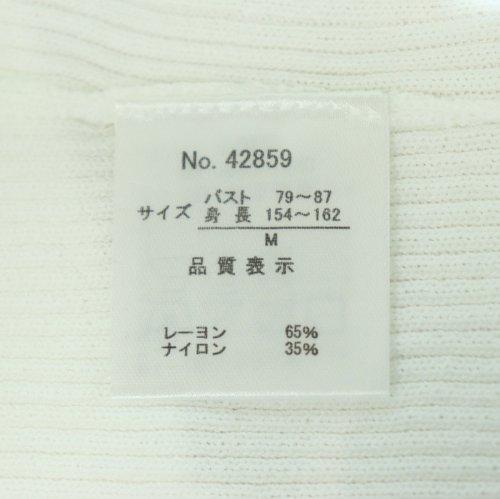 No. 42859
バスト 79～87
サイズ 身長 154～162
M
品質表示
レーヨン 65%
ナイロン 35%